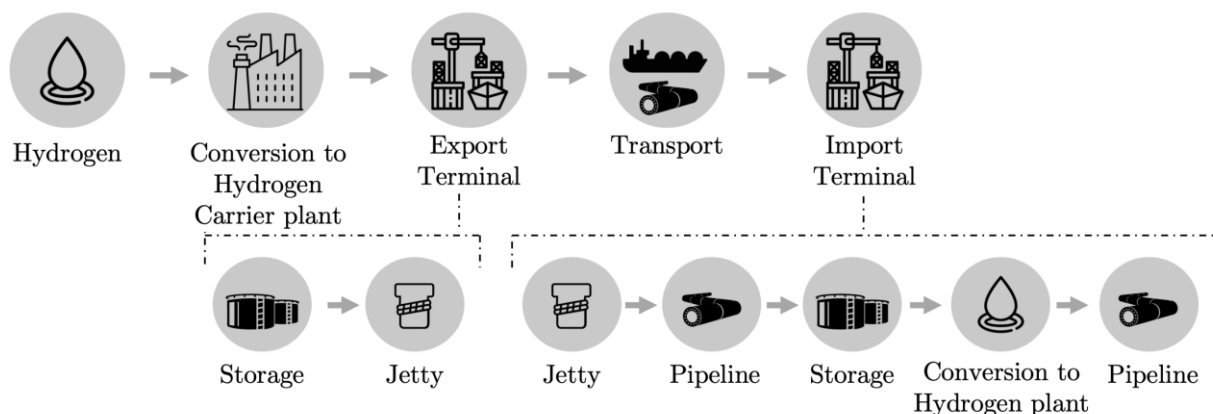 Hydrogen
Conversion to
Hydrogen
Carrier plant
Export
Terminal
Transport
Import
Terminal
Storage
Jetty
Jetty
Pipeline
Storage
Conversion to
Hydrogen plant
Pipeline